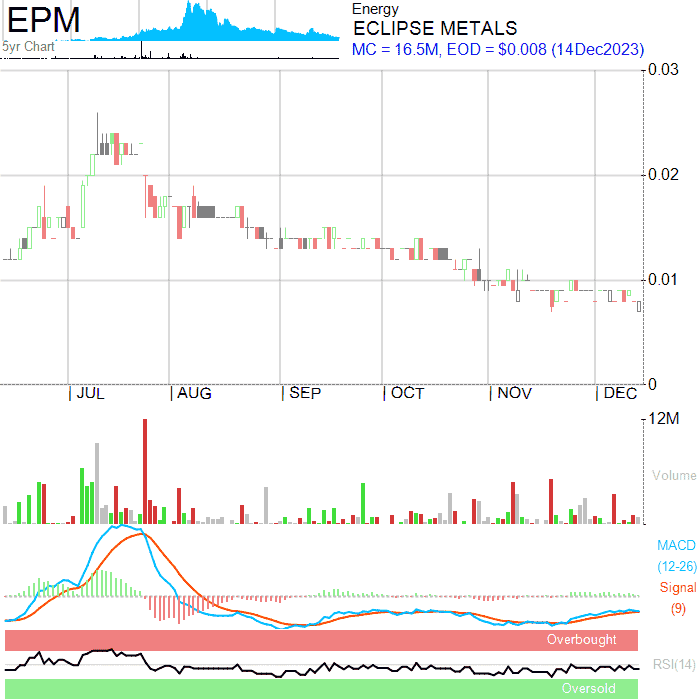 EPM
5yr Chart
Energy
ECLIPSE METALS
MC = 16.5M, EOD = $0.008 (14Dec2023)
0.03
0.02
0.01
0
JUL AUG SEP OCT NOV DEC
12M
Volume
MACD
(12-26)
Signal
(9)
Overbought
RSI(14)
Oversold